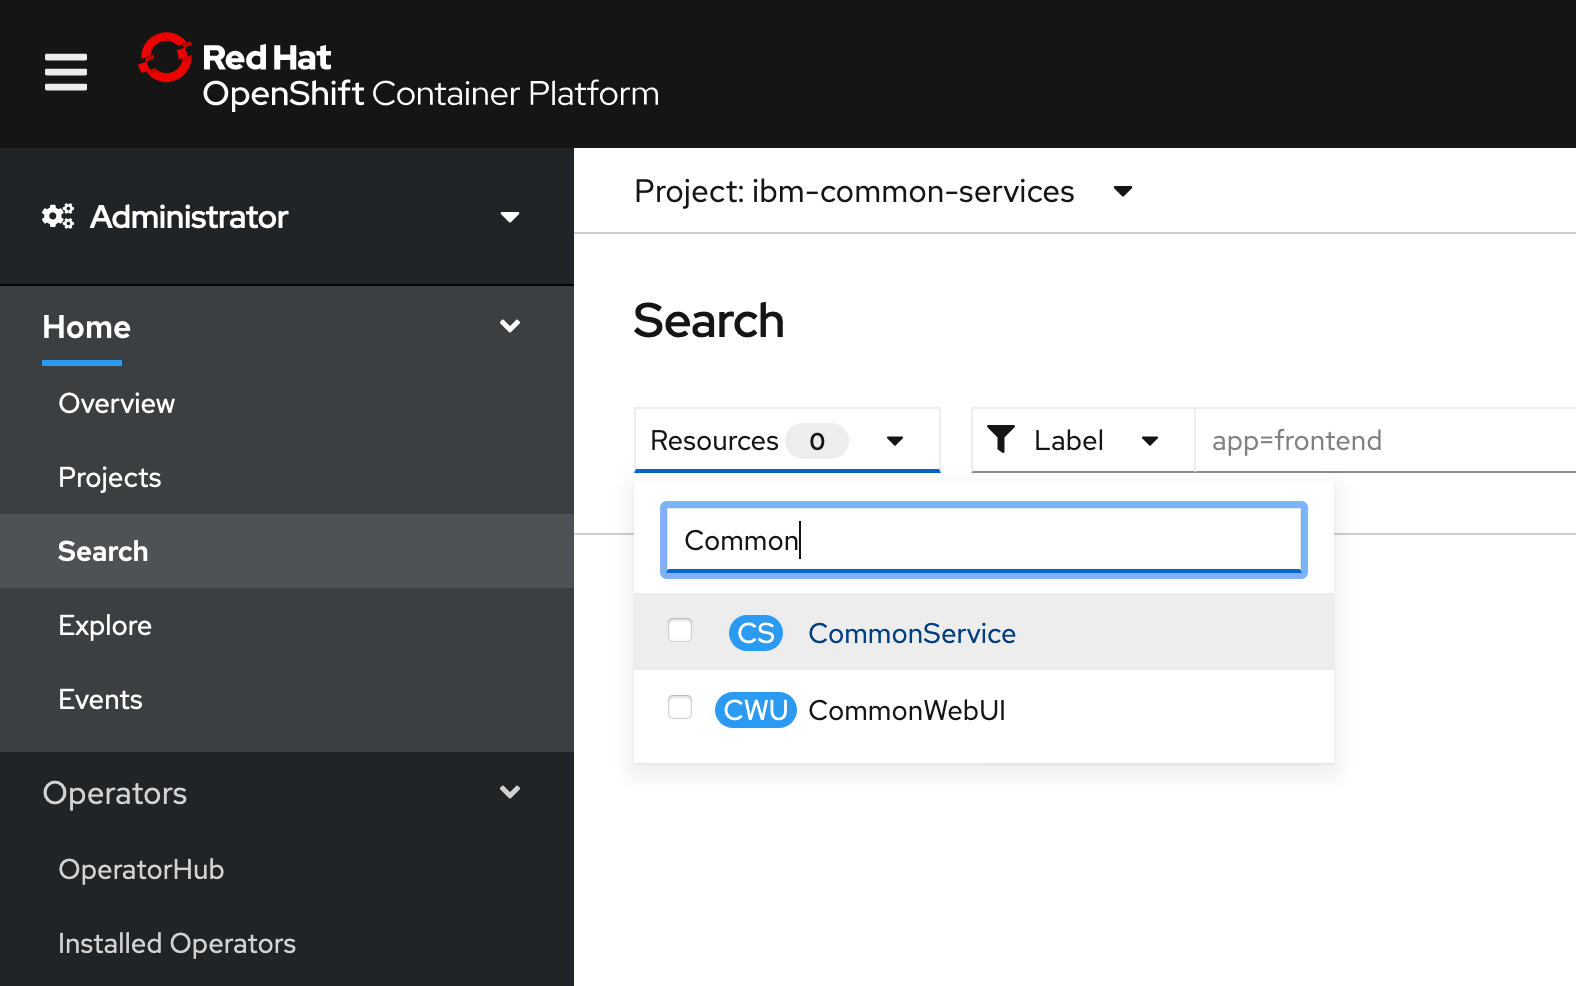 Red Hat
OpenShift Container Platform
Administrator
Home
Overview
Projects
Search
Explore
Events
Operators
OperatorHub
Installed Operators
Project: ibm-common-services
Search
Resources 0
Label
app=frontend
Common
CS CommonService
CWU CommonWebUI